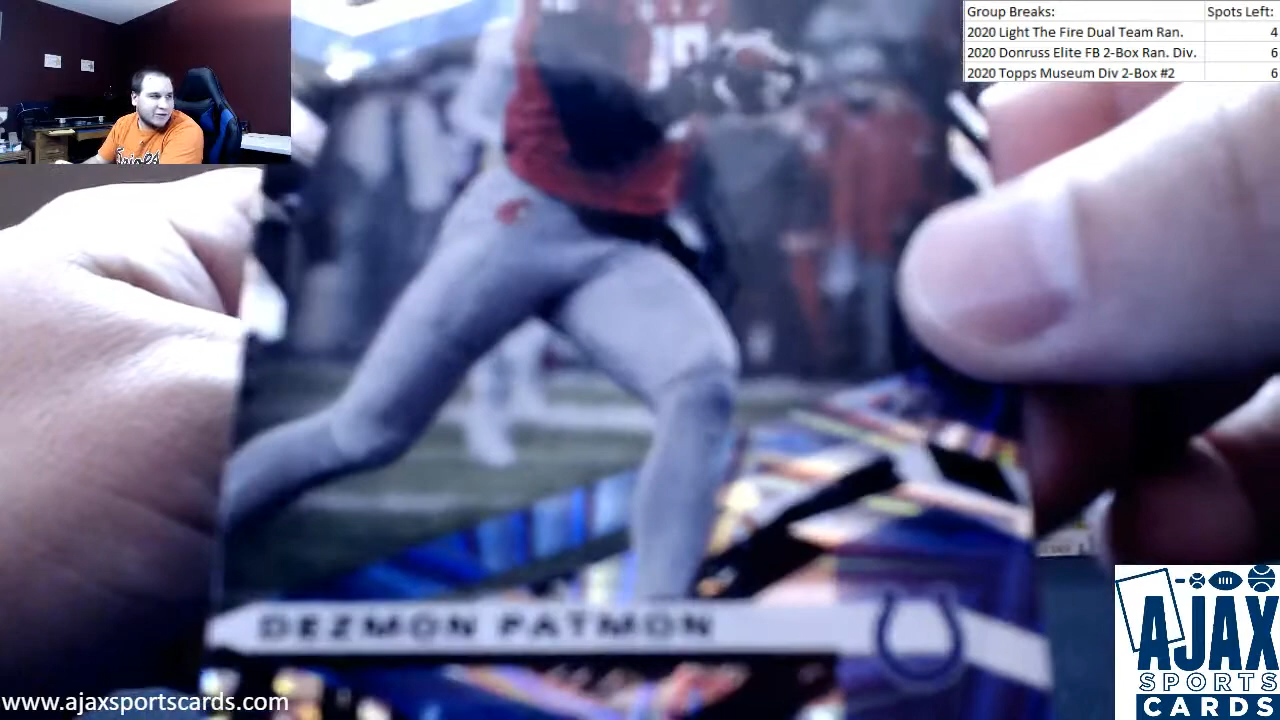 Group Breaks: Spots Left:
2020 Light The Fire Dual Team Ran. 4
2020 Donruss Elite FB 2-Box Ran. Div. 6
2020 Topps Museum Div 2-Box #2 6
DEZMON PATMON
www.ajaxsportscards.com
AJAX
SPORTS
CARDS